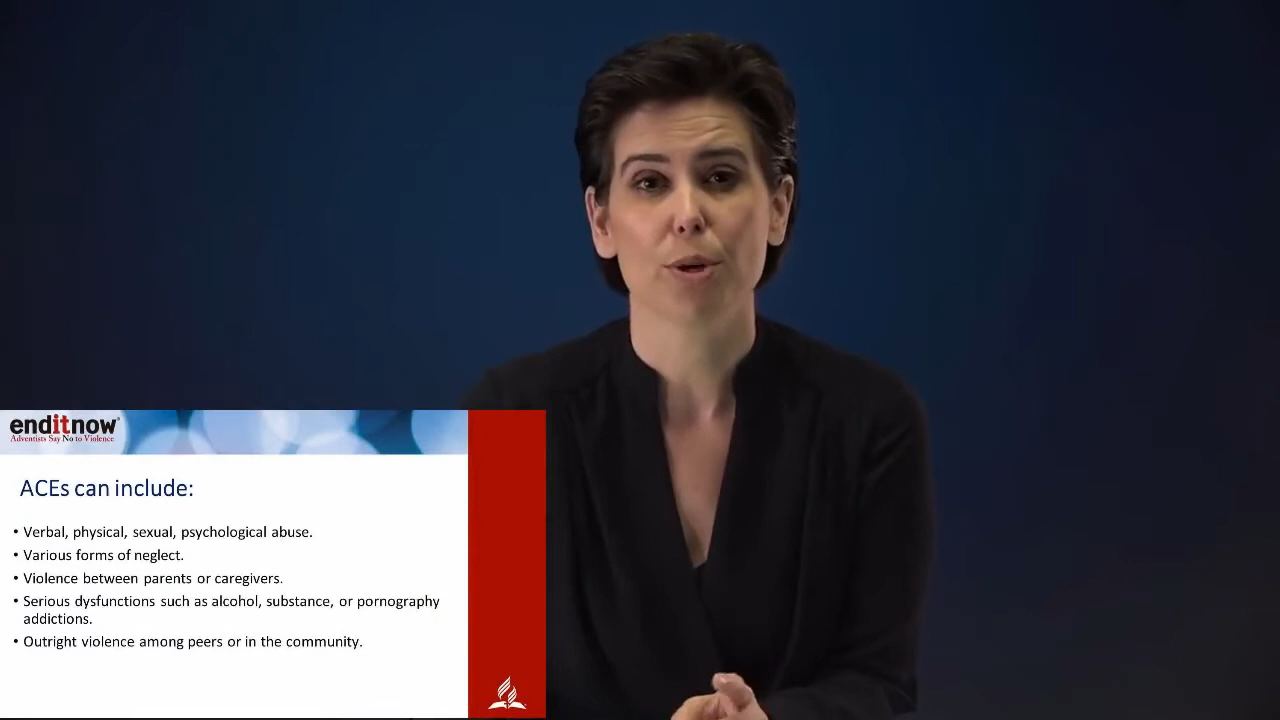 enditnow®
Adventists Say No to Violence
ACEs can include:
• Verbal, physical, sexual, psychological abuse.
• Various forms of neglect.
• Violence between parents or caregivers.
• Serious dysfunctions such as alcohol, substance, or pornography
addictions.
• Outright violence among peers or in the community.